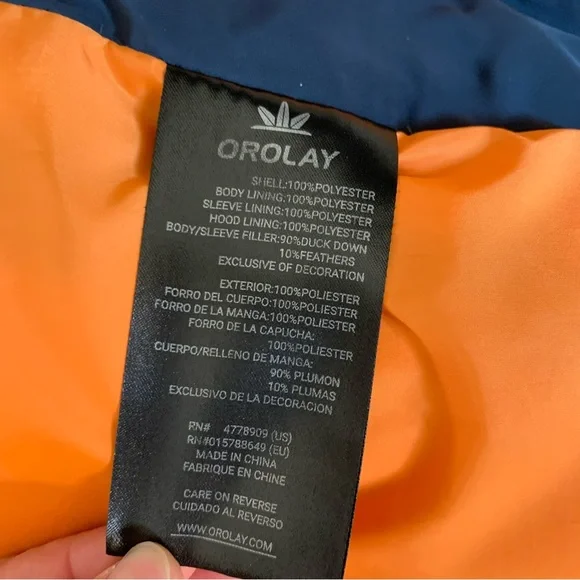 OROLAY
SHELL:100%POLYESTER
BODY LINING:100%POLYESTER
SLEEVE LINING:100%POLYESTER
HOOD LINING:100%POLYESTER
BODY/SLEEVE FILLER:90%DUCK DOWN
10%FEATHERS
EXCLUSIVE OF DECORATION
EXTERIOR:100%POLIESTER
FORRO DEL CUERPO:100%POLIESTER
FORRO DE LA MANGA:100%POLIESTER
FORRO DE LA CAPUCHA:
100%POLIESTER
CUERPO/RELLENO DE MANGA:
90% PLUMON
10% PLUMAS
EXCLUSIVO DE LA DECORACION
RN# 4778909 (US)
RN#015788649 (EU)
MADE IN CHINA
FABRIQUE EN CHINE
CARE ON REVERSE
CUIDADO AL REVERSO
WWW.OROLAY.COM